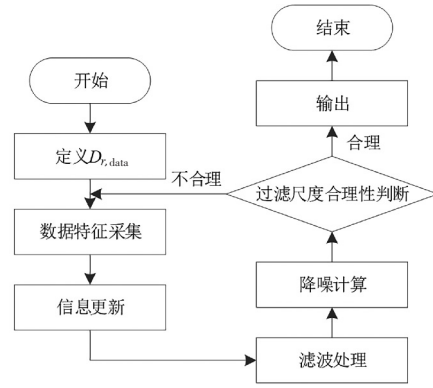 开始
定义Dr,data
数据特征采集
信息更新
滤波处理
降噪计算
过滤尺度合理性判断
不合理
合理
输出
结束